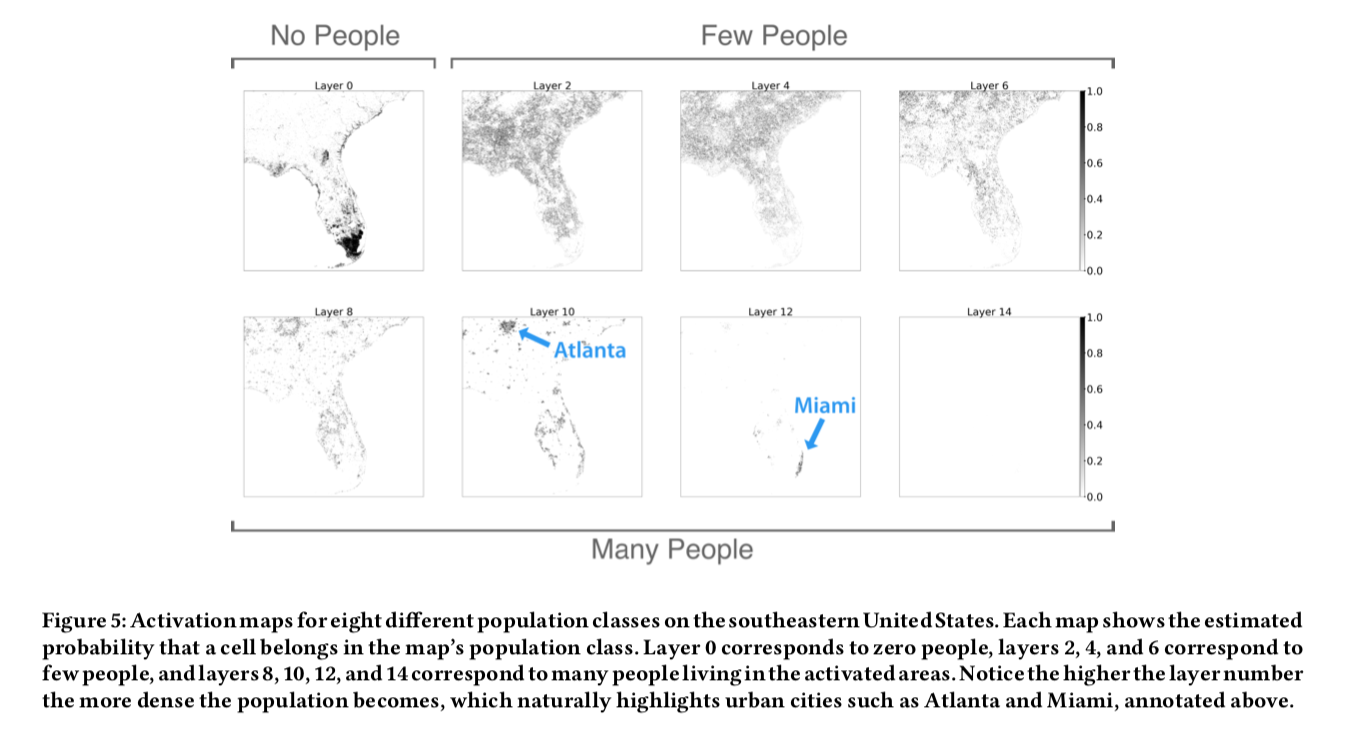 No People
Few People
Layer 0
Layer 2
Layer 4
Layer 6
1.0
0.8
0.6
0.4
0.2
0.0
Layer 8
Layer 10
Layer 12
Layer 14
Atlanta
Miami
1.0
0.8
0.6
0.4
0.2
0.0
Many People
Figure 5: Activation maps for eight different population classes on the southeastern United States. Each map shows the estimated
probability that a cell belongs in the map's population class. Layer 0 corresponds to zero people, layers 2, 4, and 6 correspond to
few people, and layers 8, 10, 12, and 14 correspond to many people living in the activated areas. Notice the higher the layer number
the more dense the population becomes, which naturally highlights urban cities such as Atlanta and Miami, annotated above.